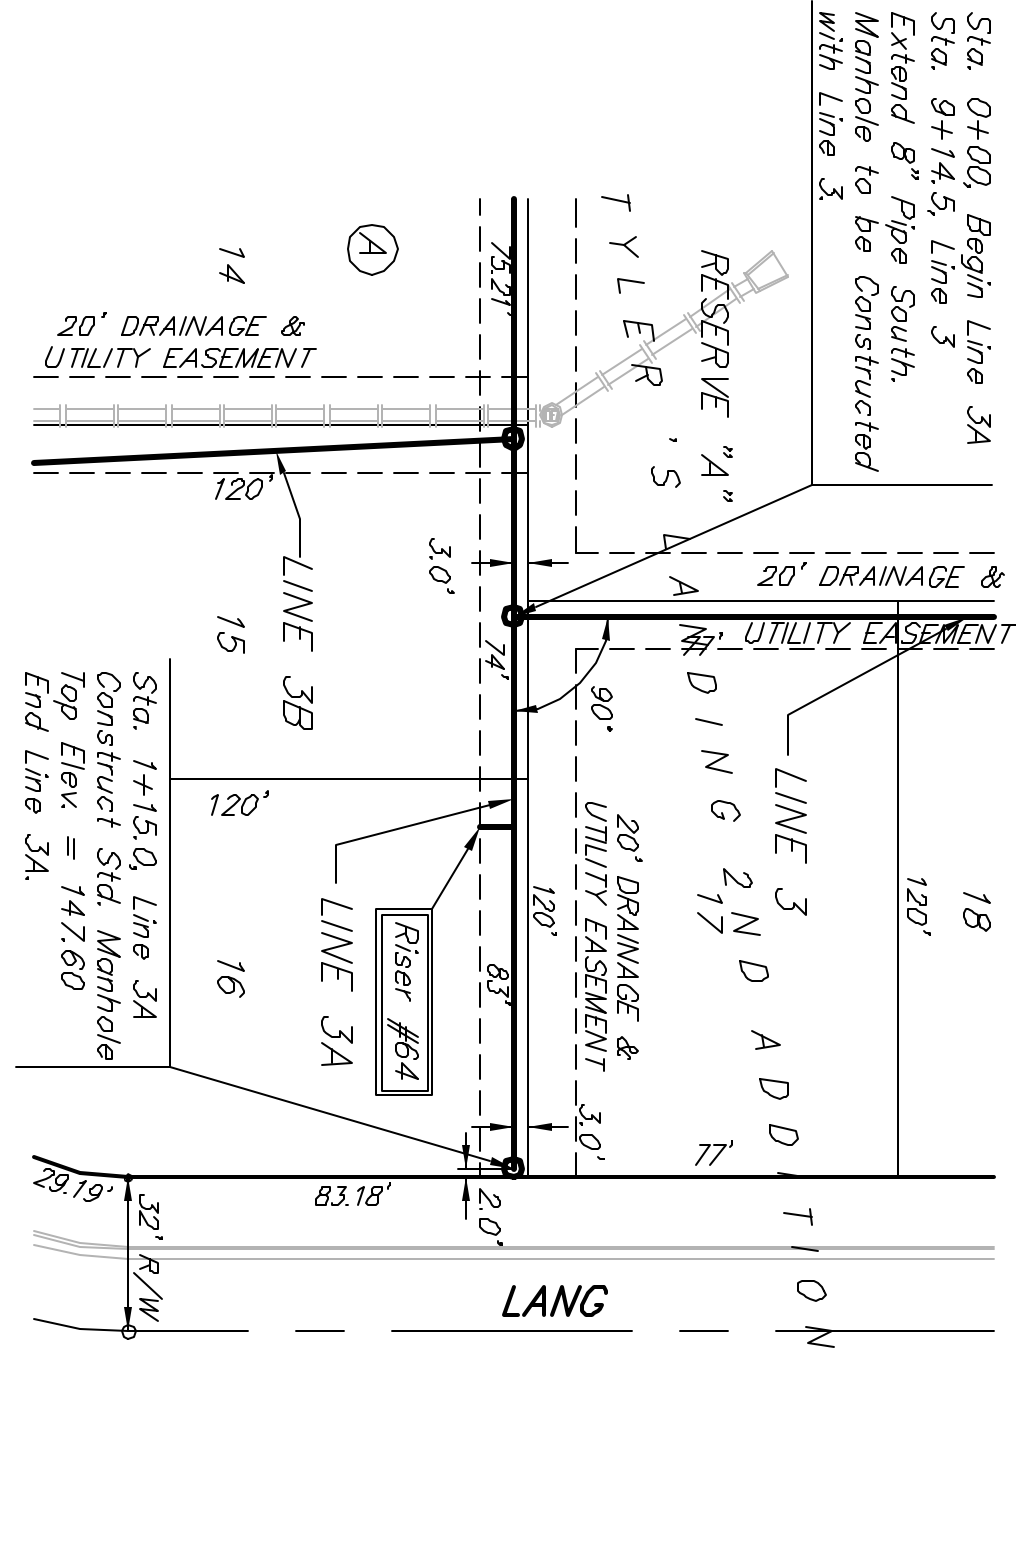 Sta. 0+00, Begin Line 3A
Sta. 9+14.5, Line 3
Extend 8" Pipe South.
Manhole to be Constructed
with Line 3.
RESERVE "A"
TYLER'S LANDING 2ND ADDITION
75.21'
A
14
20' DRAINAGE &
UTILITY EASEMENT
120'
3.0'
LINE 3B
15
74'
20' DRAINAGE &
UTILITY EASEMENT
77'
90°
LINE 3
18
120'
17
20' DRAINAGE &
UTILITY EASEMENT
120'
120'
LINE 3A
Riser #64
83'
16
Sta. 1+15.0, Line 3A
Construct Std. Manhole
Top Elev. = 147.60
End Line 3A.
3.0'
77'
2.0'
83.18'
29.19'
32' R/W
LANG